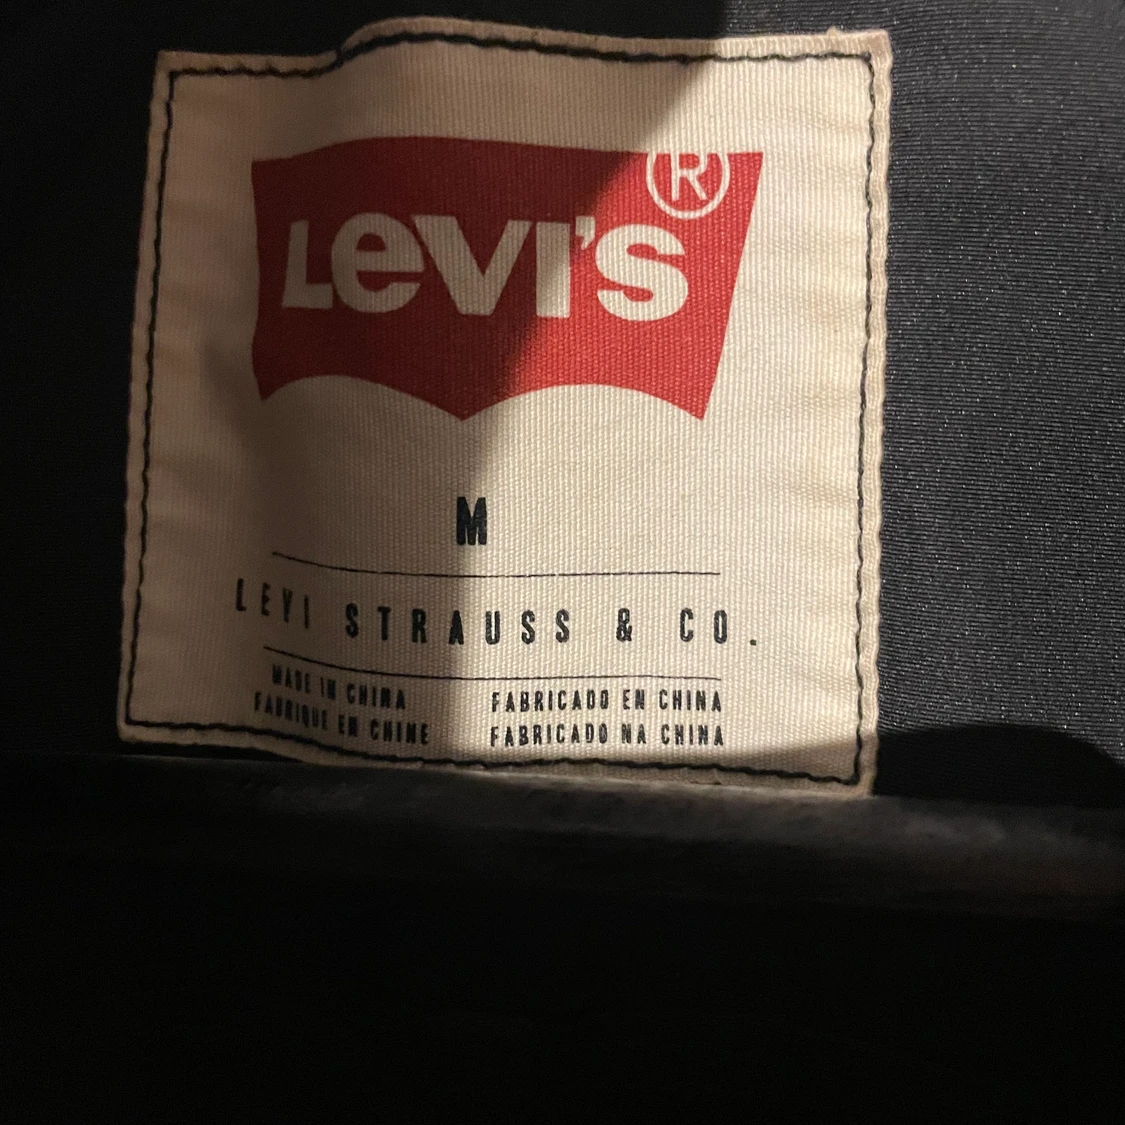 LEVI'S ®
M
LEVI STRAUSS & CO.
MADE IN CHINA FABRICADO EN CHINA
FABRIQUE EN CHINE FABRICADO NA CHINA